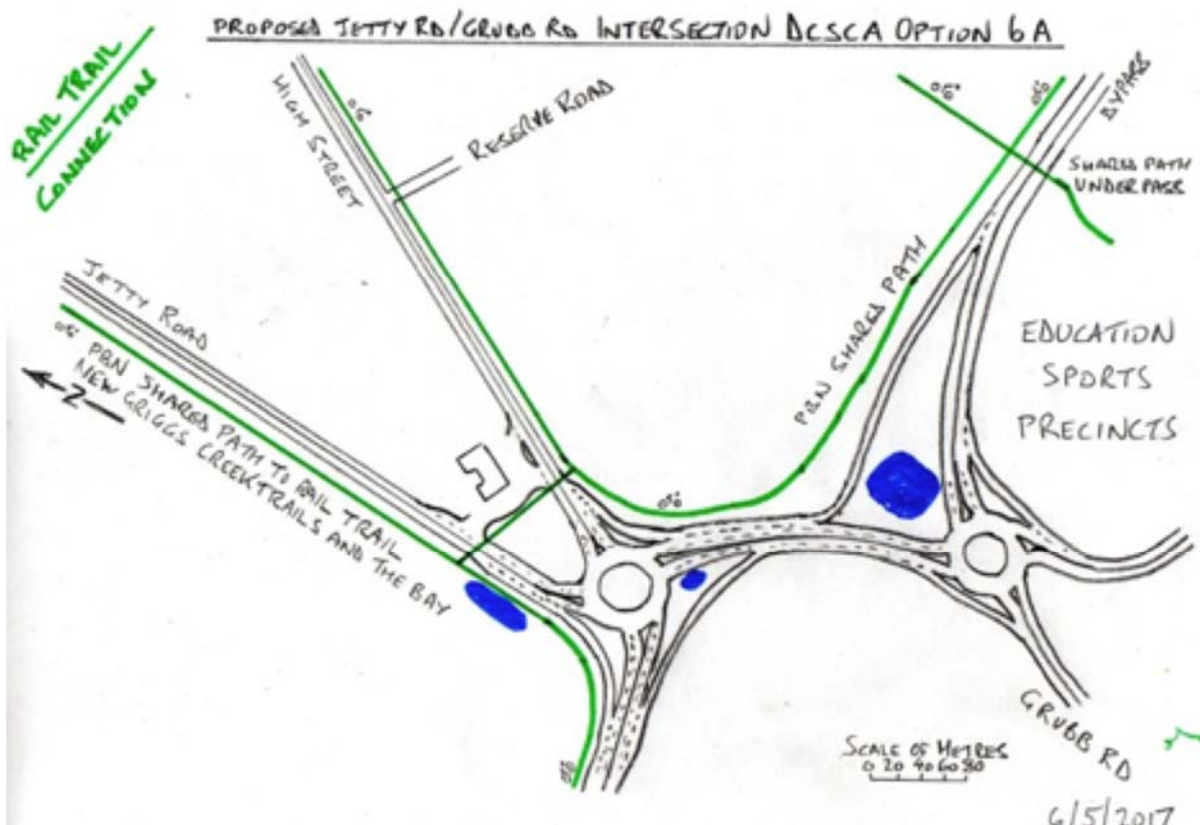 PROPOSED JETTY RD/GRUBB RD INTERSECTION DCSCA OPTION 6A
RAIL TRAIL
CONNECTION
HIGH STREET
RESERVE ROAD
BYPASS
SHARED PATH
UNDERPASS
JETTY ROAD
PBN SHARED PATH
EDUCATION
SPORTS
PRECINCTS
N
PBN SHARED PATH TO RAIL TRAIL
NEW GRIGGS CREEK TRAILS AND THE BAY
GRUBB RD
SCALE OF METRES
0 20 40 60 80
6/5/2017